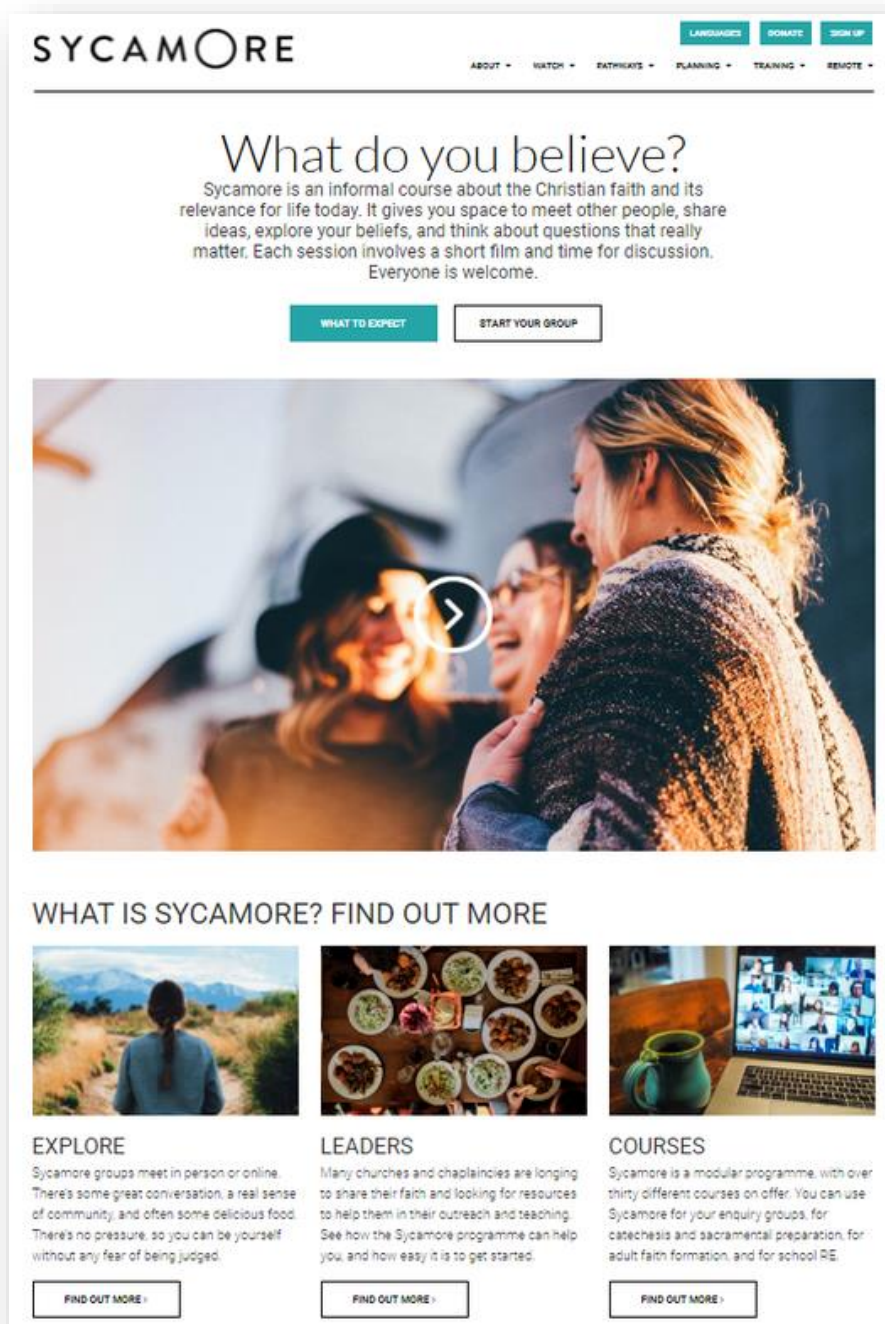 SYCAMORE
LANGUAGES DONATE SIGN UP
ABOUT WATCH PATHWAYS PLANNING TRAINING REMOTE
What do you believe?
Sycamore is an informal course about the Christian faith and its
relevance for life today. It gives you space to meet other people, share
ideas, explore your beliefs, and think about questions that really
matter. Each session involves a short film and time for discussion.
Everyone is welcome.
WHAT TO EXPECT START YOUR GROUP
WHAT IS SYCAMORE? FIND OUT MORE
EXPLORE
Sycamore groups meet in person or online.
There's some great conversation, a real sense
of community, and often some delicious food.
There's no pressure, so you can be yourself
without any fear of being judged.
FIND OUT MORE ›
LEADERS
Many churches and chaplaincies are longing
to share their faith and looking for resources
to help them in their outreach and teaching.
See how the Sycamore programme can help
you, and how easy it is to get started.
FIND OUT MORE ›
COURSES
Sycamore is a modular programme, with over
thirty different courses on offer. You can use
Sycamore for your enquiry groups, for
catechesis and sacramental preparation, for
adult faith formation, and for school RE.
FIND OUT MORE ›